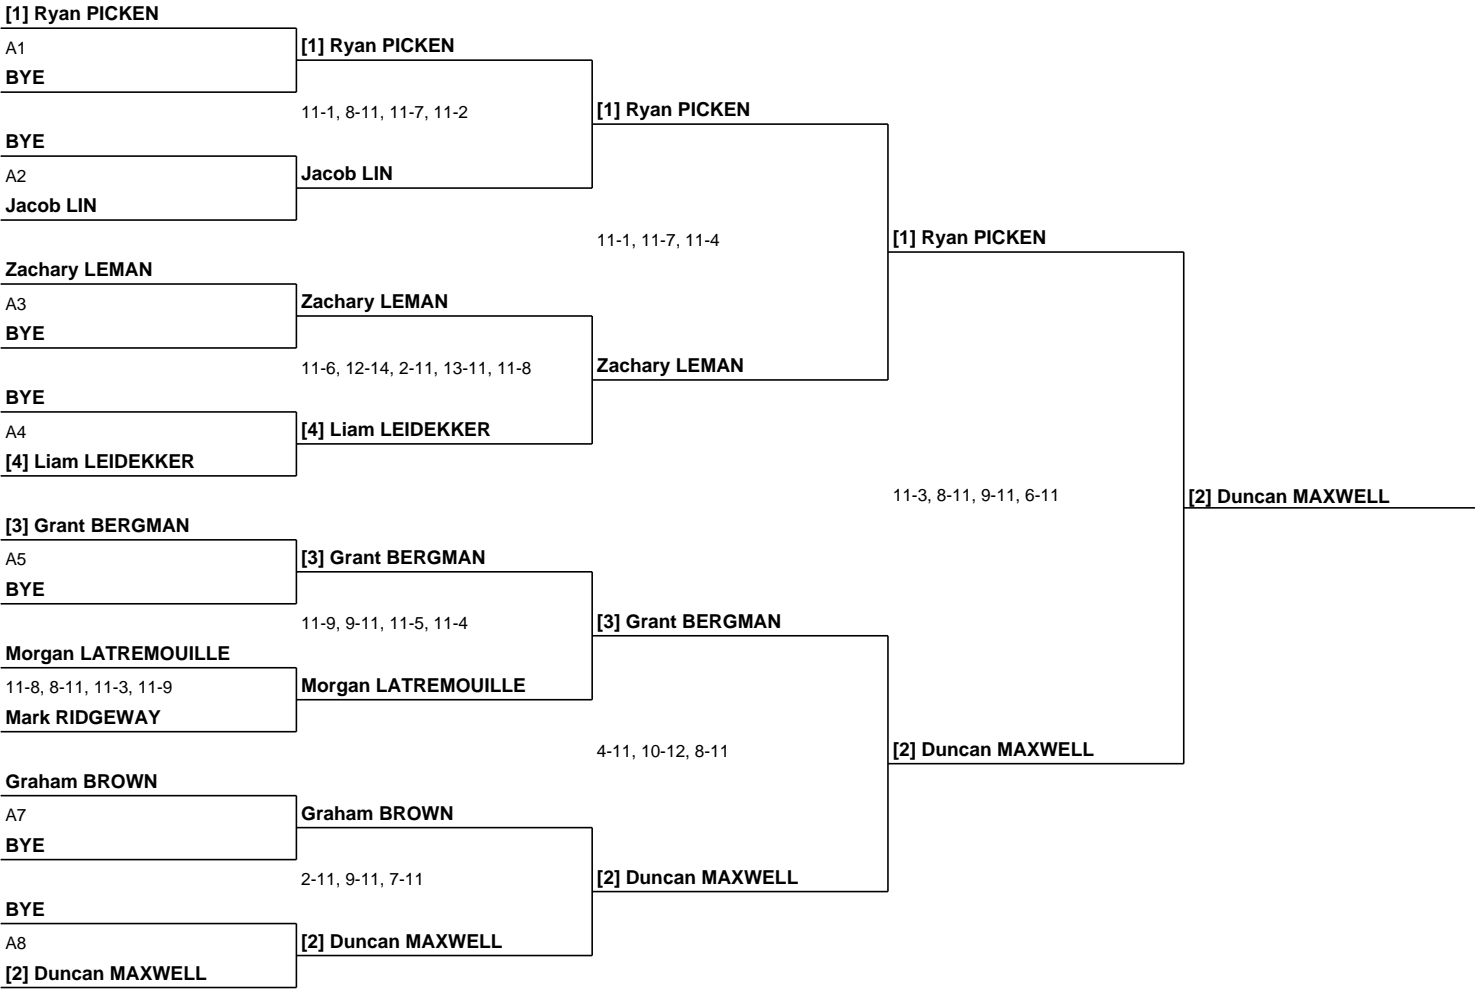 [1] Ryan PICKEN
A1
BYE
BYE
A2
Jacob LIN
Zachary LEMAN
A3
BYE
BYE
A4
[4] Liam LEIDEKKER
[3] Grant BERGMAN
A5
BYE
Morgan LATREMOUILLE
11-8, 8-11, 11-3, 11-9
Mark RIDGEWAY
Graham BROWN
A7
BYE
BYE
A8
[2] Duncan MAXWELL
[1] Ryan PICKEN
11-1, 8-11, 11-7, 11-2
Jacob LIN
Zachary LEMAN
11-6, 12-14, 2-11, 13-11, 11-8
[4] Liam LEIDEKKER
[3] Grant BERGMAN
11-9, 9-11, 11-5, 11-4
Morgan LATREMOUILLE
Graham BROWN
2-11, 9-11, 7-11
[2] Duncan MAXWELL
[1] Ryan PICKEN
11-1, 11-7, 11-4
Zachary LEMAN
[3] Grant BERGMAN
4-11, 10-12, 8-11
[2] Duncan MAXWELL
[1] Ryan PICKEN
11-3, 8-11, 9-11, 6-11
[2] Duncan MAXWELL
[2] Duncan MAXWELL